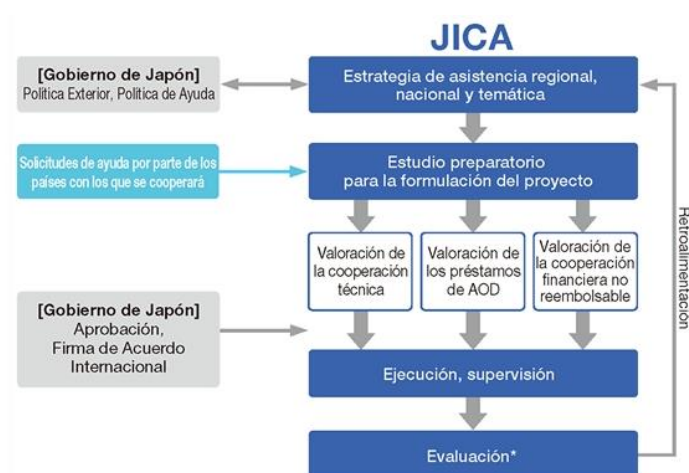 JICA
[Gobierno de Japón]
Política Exterior, Política de Ayuda
Estrategia de asistencia regional,
nacional y temática
Solicitudes de ayuda por parte de los
países con los que se cooperará
Estudio preparatorio
para la formulación del proyecto
Valoración de
la cooperación
técnica
Valoración de
los préstamos
de AOD
Valoración de
la cooperación
financiera no
reembolsable
[Gobierno de Japón]
Aprobación,
Firma de Acuerdo
Internacional
Ejecución, supervisión
Evaluación*
Retroalimentación